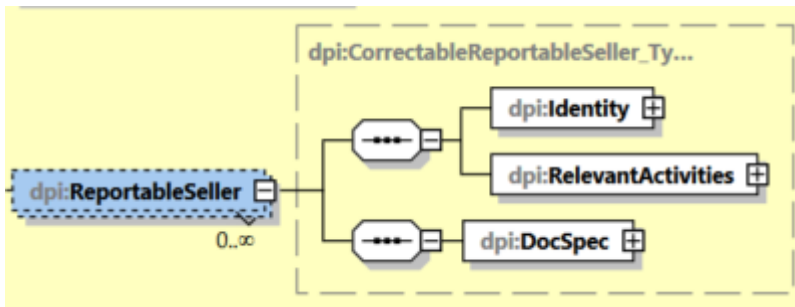 dpi:CorrectableReportableSeller_Ty...
dpi:Identity
dpi:RelevantActivities
dpi:ReportableSeller
0..∞
dpi:DocSpec